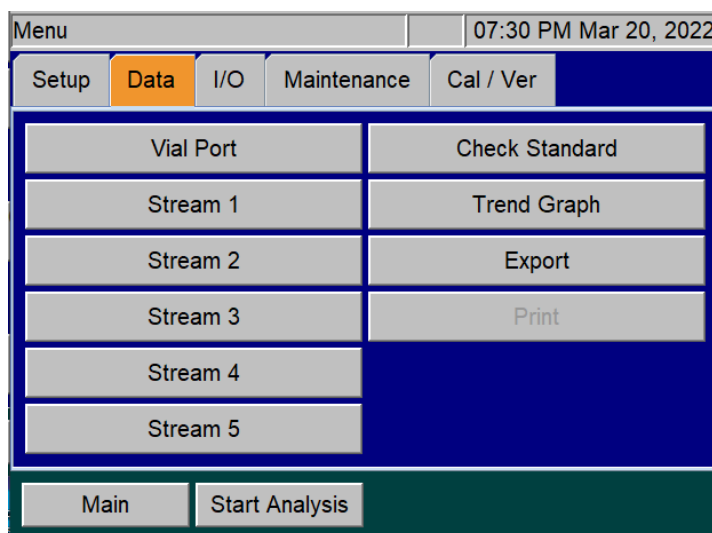 Menu 07:30 PM Mar 20, 2022
Setup Data I/O Maintenance Cal / Ver
Vial Port Check Standard
Stream 1 Trend Graph
Stream 2 Export
Stream 3 Print
Stream 4
Stream 5
Main Start Analysis